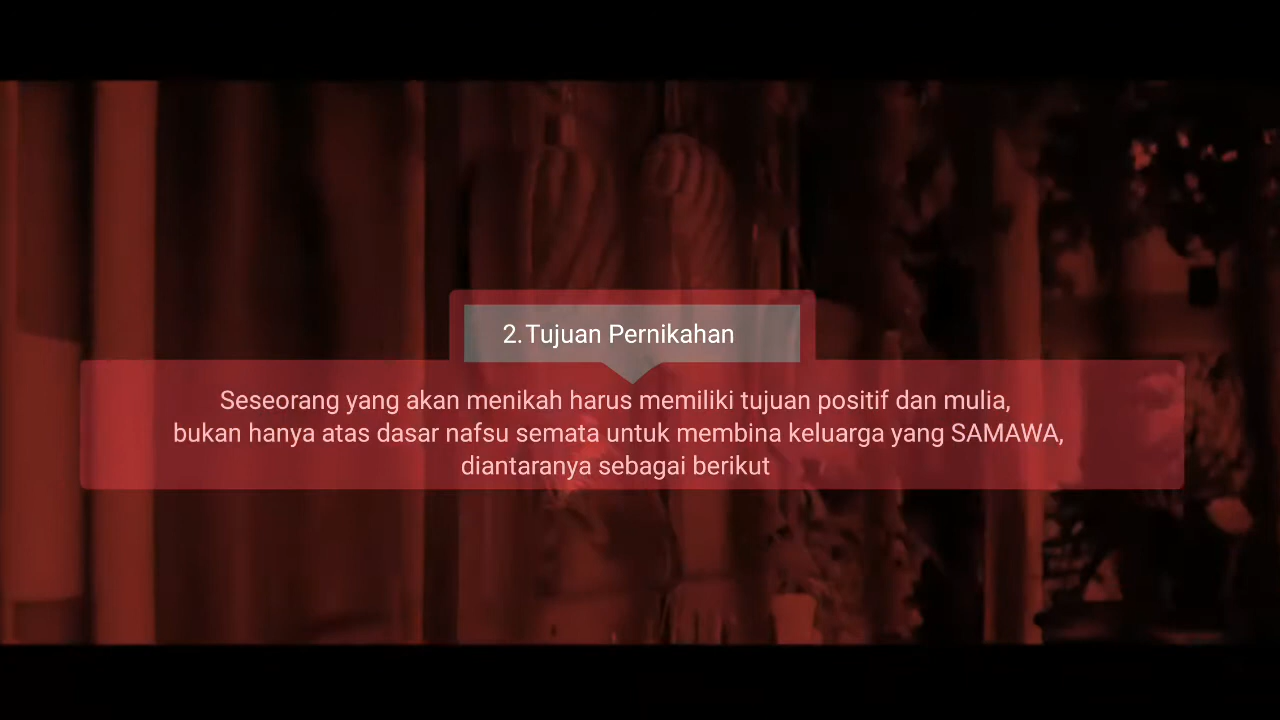 2. Tujuan Pernikahan
Seseorang yang akan menikah harus memiliki tujuan positif dan mulia,
bukan hanya atas dasar nafsu semata untuk membina keluarga yang SAMAWA,
diantaranya sebagai berikut